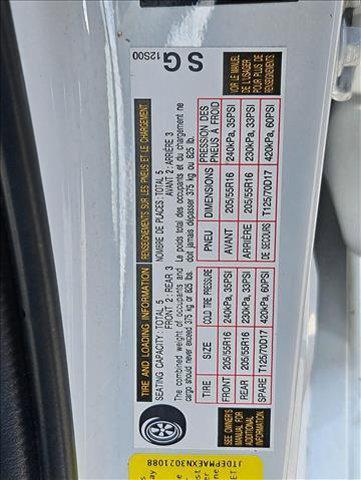 TIRE AND LOADING INFORMATION
SEATING CAPACITY : TOTAL 5
FRONT 2 : REAR 3
The combined weight of occupants and
cargo should never exceed 375 kg or 825 lbs.
TIRE SIZE COLD TIRE PRESSURE
FRONT 205/55R16 240kPa, 35PSI
REAR 205/55R16 230kPa, 33PSI
SPARE T125/70D17 420kPa, 60PSI
SEE OWNER'S
MANUAL FOR
ADDITIONAL
INFORMATION
RENSEIGNEMENTS SUR LES PNEUS ET LE CHARGEMENT
NOMBRE DE PLACES : TOTAL 5
AVANT 2 : ARRIÈRE 3
Le poids total des occupants et du chargement ne
doit jamais dépasser 375 kg ou 825 lb.
PNEU DIMENSIONS PRESSION DES
PNEUS À FROID
AVANT 205/55R16 240kPa, 35PSI
ARRIÈRE 205/55R16 230kPa, 33PSI
DE SECOURS T125/70D17 420kPa, 60PSI
VOIR LE MANUEL
DE L'USAGER
POUR PLUS DE
RENSEIGNEMENTS
S G
12S00
JTDEPMAEXN3021088